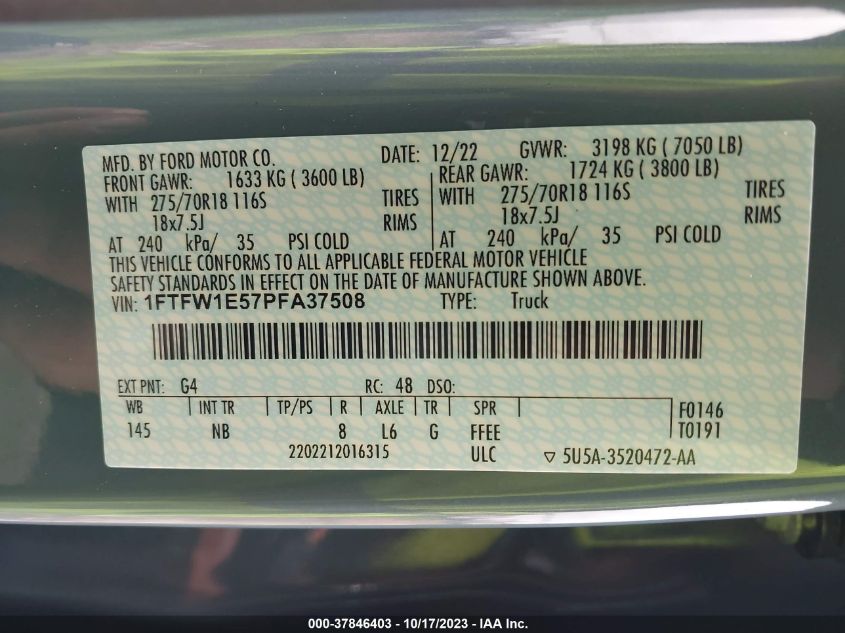 MFD. BY FORD MOTOR CO. DATE: 12/22 GVWR: 3198 KG ( 7050 LB)
FRONT GAWR: 1633 KG ( 3600 LB) REAR GAWR: 1724 KG ( 3800 LB)
WITH 275/70R18 116S TIRES WITH 275/70R18 116S TIRES
18x7.5J RIMS 18x7.5J RIMS
AT 240 kPa/ 35 PSI COLD AT 240 kPa/ 35 PSI COLD
THIS VEHICLE CONFORMS TO ALL APPLICABLE FEDERAL MOTOR VEHICLE
SAFETY STANDARDS IN EFFECT ON THE DATE OF MANUFACTURE SHOWN ABOVE.
VIN: 1FTFW1E57PFA37508 TYPE: Truck
EXT PNT: G4 RC: 48 DSO:
WB INT TR TP/PS R AXLE TR SPR F0146
145 NB 8 L6 G FFEE T0191
2202212016315 ULC ▽ 5U5A-3520472-AA
000-37846403 - 10/17/2023 - IAA Inc.